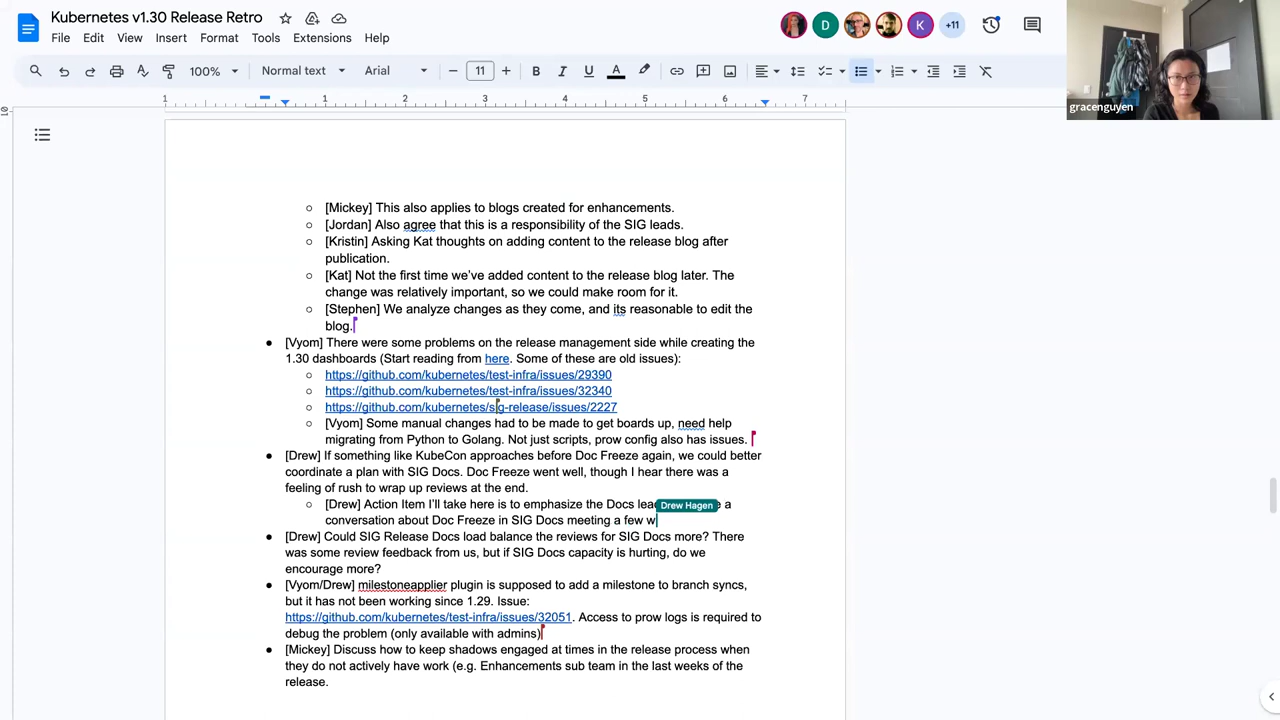 Kubernetes v1.30 Release Retro
File Edit View Insert Format Tools Extensions Help
D
K
+11
100%
Normal text
Arial
11
B I U A
1 1 2 3 4 5 6 7
gracenguyen
[Mickey] This also applies to blogs created for enhancements.
[Jordan] Also agree that this is a responsibility of the SIG leads.
[Kristin] Asking Kat thoughts on adding content to the release blog after
publication.
[Kat] Not the first time we've added content to the release blog later. The
change was relatively important, so we could make room for it.
[Stephen] We analyze changes as they come, and its reasonable to edit the
blog.
[Vyom] There were some problems on the release management side while creating the
1.30 dashboards (Start reading from here. Some of these are old issues):
https://github.com/kubernetes/test-infra/issues/29390
https://github.com/kubernetes/test-infra/issues/32340
https://github.com/kubernetes/sig-release/issues/2227
[Vyom] Some manual changes had to be made to get boards up, need help
migrating from Python to Golang. Not just scripts, prow config also has issues.
[Drew] If something like KubeCon approaches before Doc Freeze again, we could better
coordinate a plan with SIG Docs. Doc Freeze went well, though I hear there was a
feeling of rush to wrap up reviews at the end.
[Drew] Action Item I'll take here is to emphasize the Docs Drew Hagen a
conversation about Doc Freeze in SIG Docs meeting a few w
[Drew] Could SIG Release Docs load balance the reviews for SIG Docs more? There
was some review feedback from us, but if SIG Docs capacity is hurting, do we
encourage more?
[Vyom/Drew] milestoneapplier plugin is supposed to add a milestone to branch syncs,
but it has not been working since 1.29. Issue:
https://github.com/kubernetes/test-infra/issues/32051. Access to prow logs is required to
debug the problem (only available with admins)
[Mickey] Discuss how to keep shadows engaged at times in the release process when
they do not actively have work (e.g. Enhancements sub team in the last weeks of the
release.